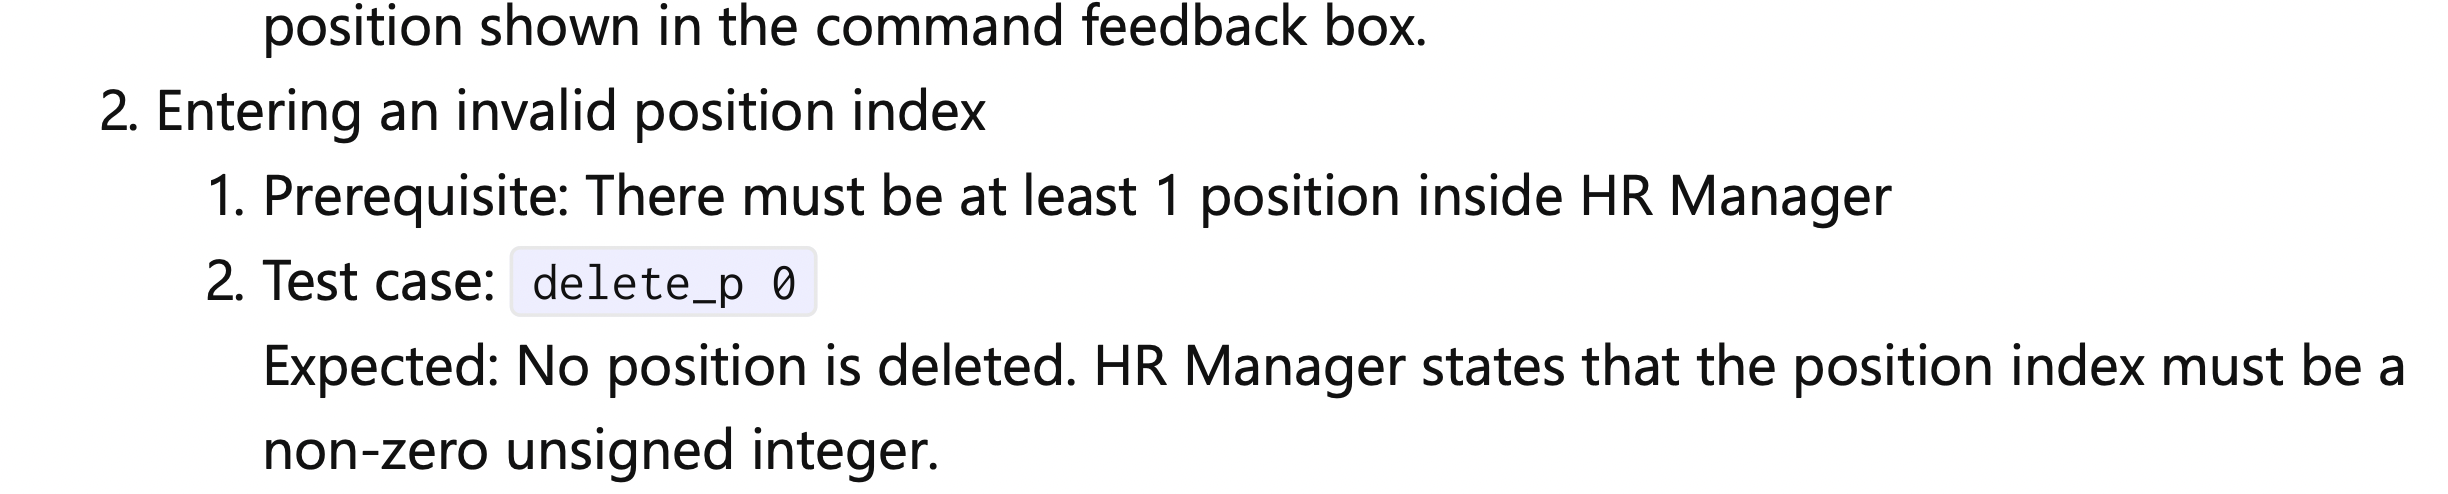 position shown in the command feedback box.
2. Entering an invalid position index
1. Prerequisite: There must be at least 1 position inside HR Manager
2. Test case: delete_p 0
Expected: No position is deleted. HR Manager states that the position index must be a
non-zero unsigned integer.